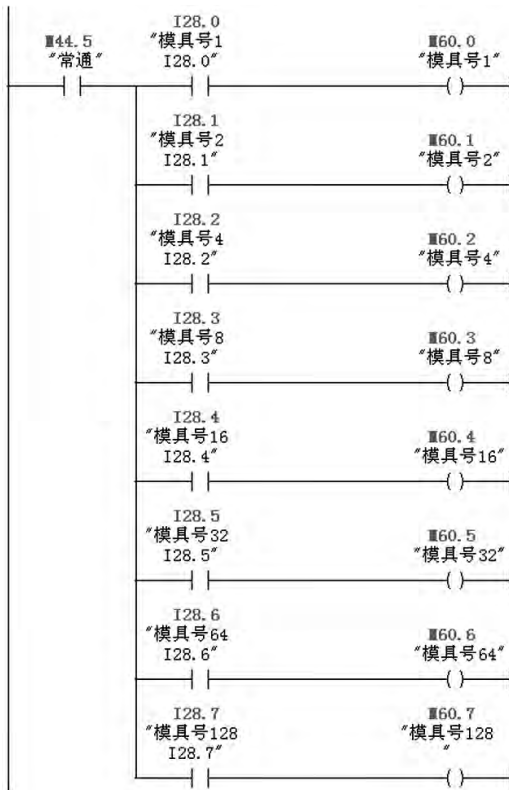 I28.0
M44.5 "模具号1 M60.0
"常通" I28.0" "模具号1"
I28.1
"模具号2 M60.1
I28.1" "模具号2"
I28.2
"模具号4 M60.2
I28.2" "模具号4"
I28.3
"模具号8 M60.3
I28.3" "模具号8"
I28.4
"模具号16 M60.4
I28.4" "模具号16"
I28.5
"模具号32 M60.5
I28.5" "模具号32"
I28.6
"模具号64 M60.6
I28.6" "模具号64"
I28.7 M60.7
"模具号128 "模具号128
I28.7" "